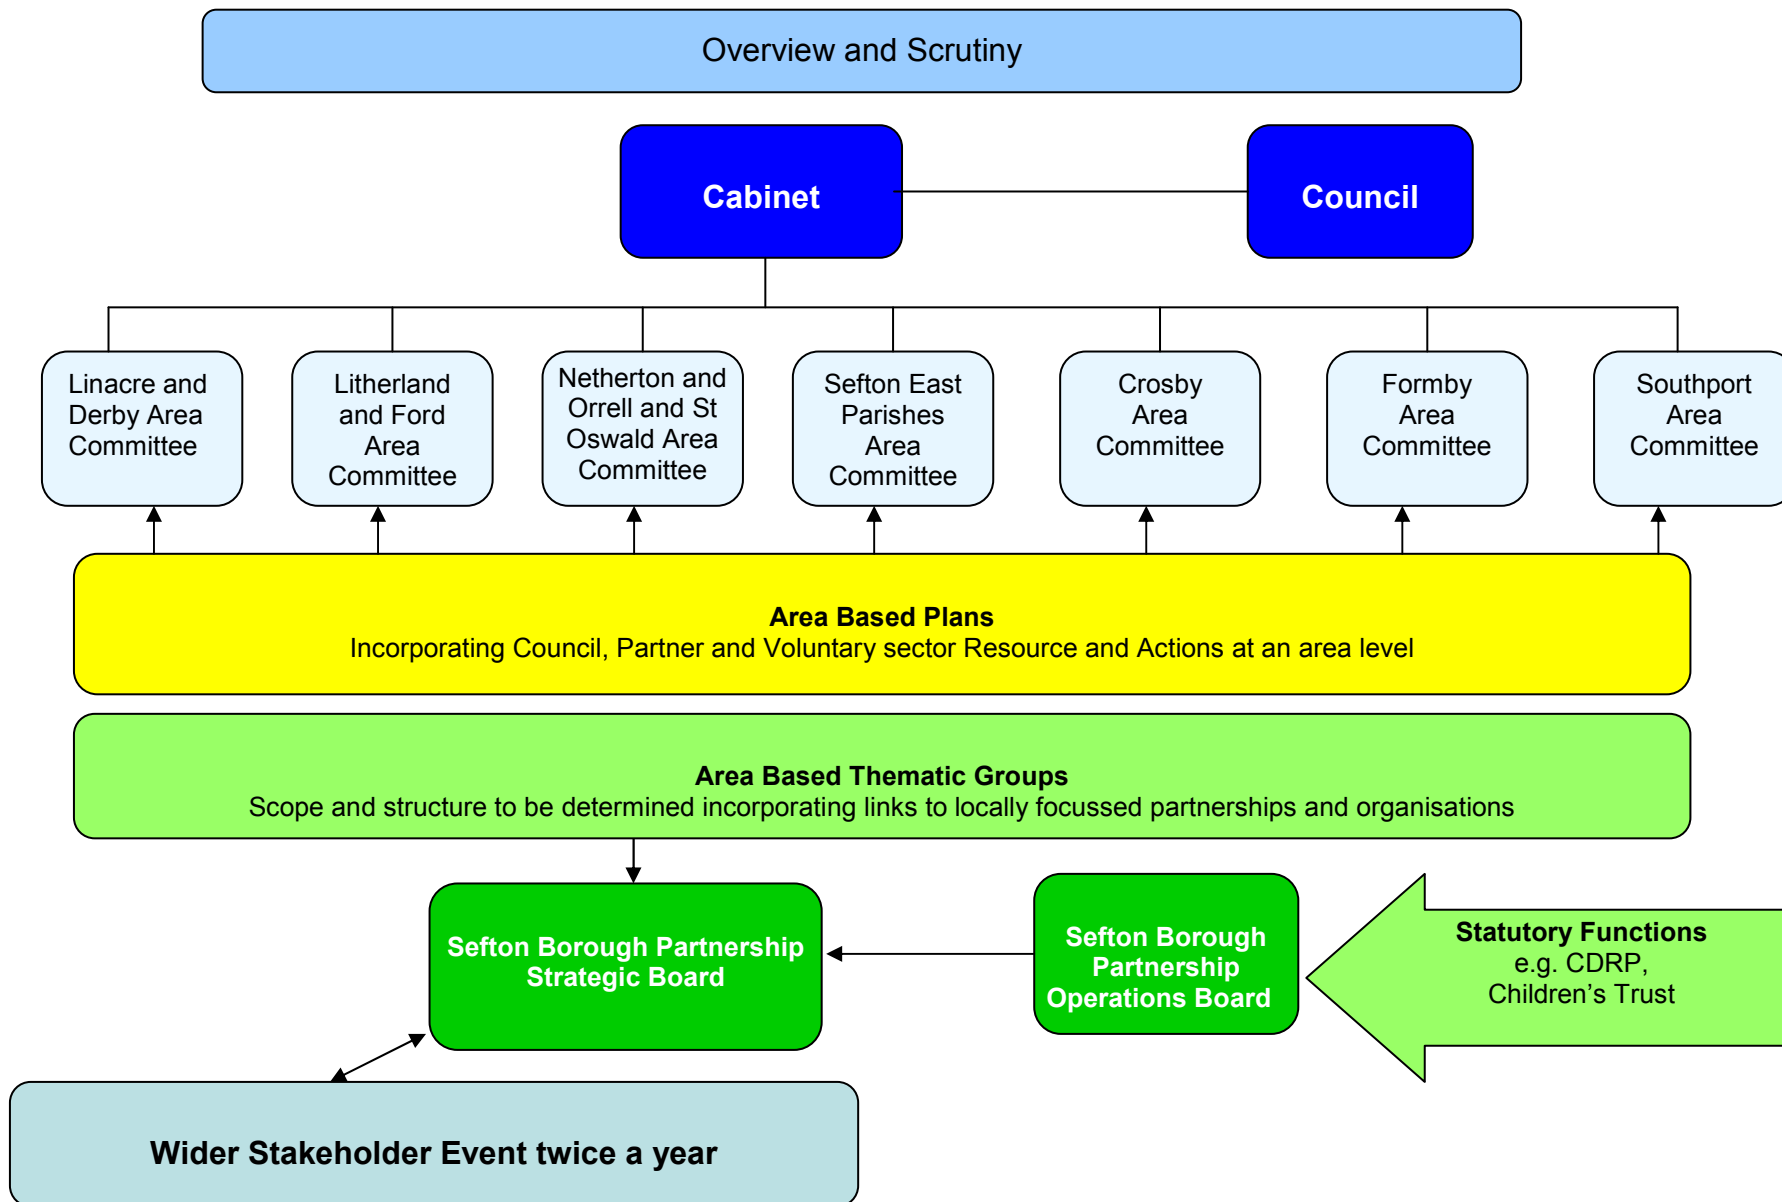 Overview and Scrutiny
Cabinet
Council
Linacre and
Derby Area
Committee
Litherland
and Ford
Area
Committee
Netherton and
Orrell and St
Oswald Area
Committee
Sefton East
Parishes
Area
Committee
Crosby
Area
Committee
Formby
Area
Committee
Southport
Area
Committee
Area Based Plans
Incorporating Council, Partner and Voluntary sector Resource and Actions at an area level
Area Based Thematic Groups
Scope and structure to be determined incorporating links to locally focussed partnerships and organisations
Sefton Borough Partnership
Strategic Board
Sefton Borough
Partnership
Operations Board
Statutory Functions
e.g. CDRP,
Children’s Trust
Wider Stakeholder Event twice a year